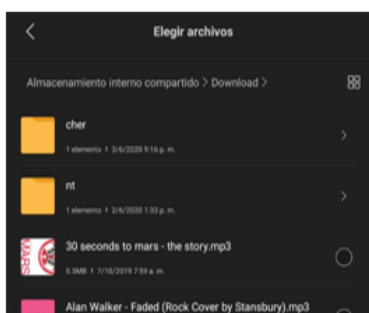 Elegir archivos
Almacenamiento interno compartido > Download >
cher
1 elemento | 3/6/2020 9:16 p. m.
nt
1 elemento | 2/6/2020 1:33 p. m.
MARS
30 seconds to mars - the story.mp3
5.5MB | 7/10/2019 7:59 a. m.
Alan Walker - Faded (Rock Cover by Stansbury).mp3